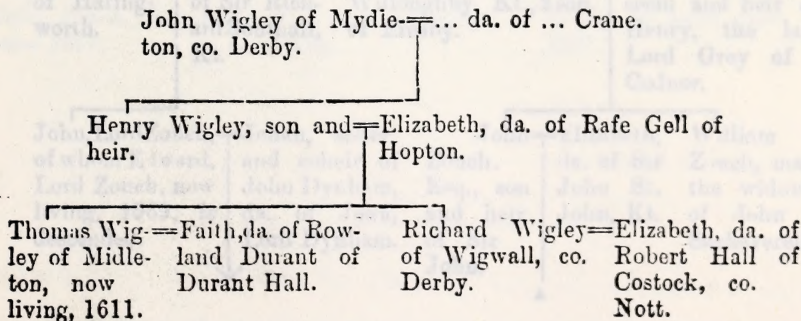 John Wigley of Mydle-=... da. of ... Crane.
ton, co. Derby.
Henry Wigley, son and=Elizabeth, da. of Rafe Gell of
heir. Hopton.
Thomas Wig-=Faith, da. of Row-
ley of Midle- land Durant of
ton, now Durant Hall.
living, 1611.
Richard Wigley=Elizabeth, da. of
of Wigwall, co. Robert Hall of
Derby. Costock, co.
Nott.